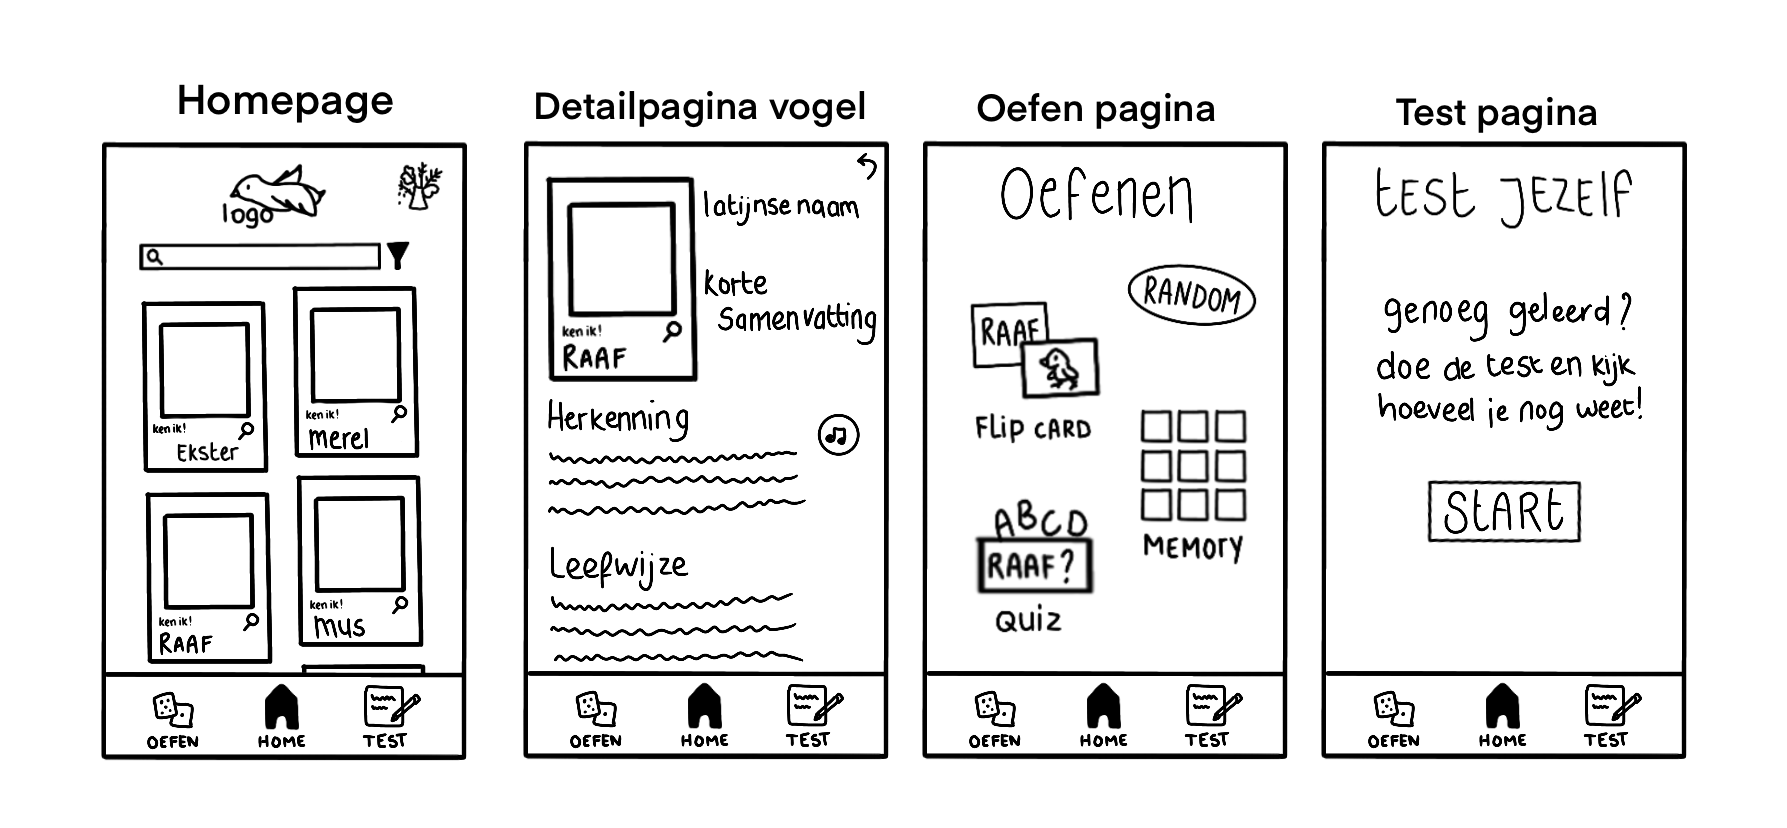 Homepage
logo
ken ik!
Ekster
ken ik!
merel
ken ik!
RAAF
ken ik!
mus
OEFEN
HOME
TEST
Detailpagina vogel
latijnse naam
korte
samenvatting
ken ik!
RAAF
Herkenning
Leefwijze
OEFEN
HOME
TEST
Oefen pagina
Oefenen
RANDOM
RAAF
FLIP CARD
MEMORY
ABCD
RAAF?
QUIZ
OEFEN
HOME
TEST
Test pagina
tEST JEZELF
genoeg geleerd?
doe de test en kijk
hoeveel je nog weet!
START
OEFEN
HOME
TEST